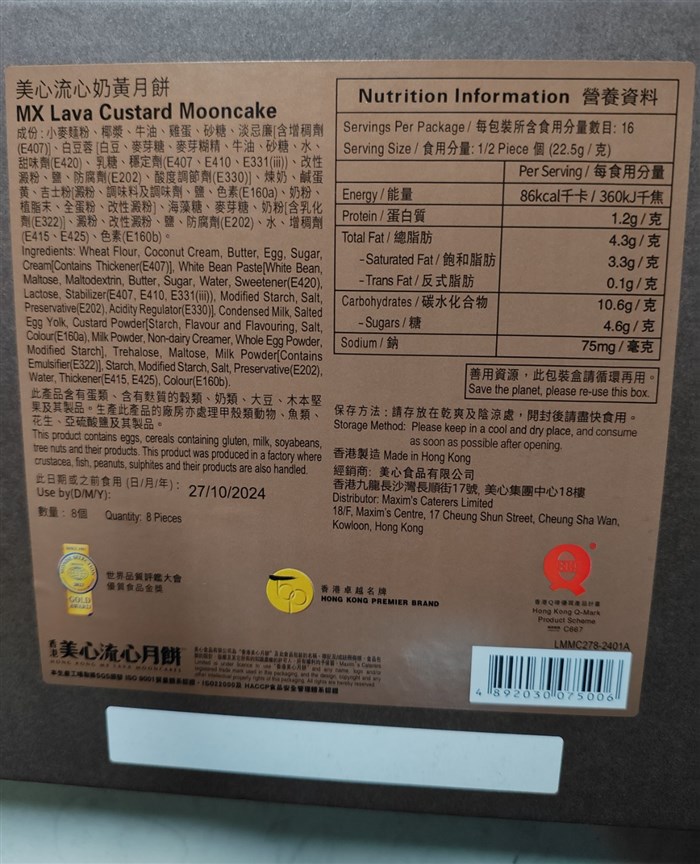 美心流心奶黃月餅
MX Lava Custard Mooncake
成份：小麥麵粉、椰漿、牛油、雞蛋、砂糖、淡忌廉[含增稠劑
(E407)]、白豆蓉 [白豆、麥芽糖、麥芽糊精、牛油、砂糖、水、
甜味劑(E420)、乳糖、穩定劑(E407、E410、E331(iii))、改性
澱粉、鹽、防腐劑(E202)、酸度調節劑(E330)]、煉奶、鹹蛋
黃、吉士粉[澱粉、調味料及調味劑、鹽、色素(E160a)、奶粉、
植脂末、全蛋粉、改性澱粉]、海藻糖、麥芽糖、奶粉[含乳化
劑(E322)]、澱粉、改性澱粉、鹽、防腐劑(E202)、水、增稠劑
(E415、E425)、色素(E160b)。
Ingredients: Wheat Flour, Coconut Cream, Butter, Egg, Sugar,
Cream[Contains Thickener(E407)], White Bean Paste[White Bean,
Maltose, Maltodextrin, Butter, Sugar, Water, Sweetener(E420),
Lactose, Stabilizer(E407, E410, E331(iii)), Modified Starch, Salt,
Preservative(E202), Acidity Regulator(E330)], Condensed Milk, Salted
Egg Yolk, Custard Powder[Starch, Flavour and Flavouring, Salt,
Colour(E160a), Milk Powder, Non-dairy Creamer, Whole Egg Powder,
Modified Starch], Trehalose, Maltose, Milk Powder[Contains
Emulsifier(E322)], Starch, Modified Starch, Salt, Preservative(E202),
Water, Thickener(E415, E425), Colour(E160b).
此產品含有蛋類、含有麩質的穀類、奶類、大豆、木本堅
果及其製品。生產此產品的廠房亦處理甲殼類動物、魚類、
花生、亞硫酸鹽及其製品。
This product contains eggs, cereals containing gluten, milk, soyabeans,
tree nuts and their products. This product was produced in a factory where
crustacea, fish, peanuts, sulphites and their products are also handled.
此日期或之前食用 (日/月/年)：
Use by(D/M/Y): 27/10/2024
數量：8個 Quantity: 8 Pieces
Nutrition Information 營養資料
Servings Per Package / 每包裝所含食用分量數目: 16
Serving Size / 食用分量: 1/2 Piece 個 (22.5g / 克)
Per Serving / 每食用分量
Energy / 能量 86kcal千卡 / 360kJ千焦
Protein / 蛋白質 1.2g / 克
Total Fat / 總脂肪 4.3g / 克
-Saturated Fat / 飽和脂肪 3.3g / 克
-Trans Fat / 反式脂肪 0.1g / 克
Carbohydrates / 碳水化合物 10.6g / 克
-Sugars / 糖 4.6g / 克
Sodium / 鈉 75mg / 毫克
善用資源，此包裝盒請循環再用。
Save the planet, please re-use this box.
保存方法：請存放在乾爽及陰涼處，開封後請盡快食用。
Storage Method: Please keep in a cool and dry place, and consume
as soon as possible after opening.
香港製造 Made in Hong Kong
經銷商：美心食品有限公司
香港九龍長沙灣長順街17號, 美心集團中心18樓
Distributor: Maxim's Caterers Limited
18/F, Maxim's Centre, 17 Cheung Shun Street, Cheung Sha Wan,
Kowloon, Hong Kong
GOLD
世界品質評鑑大會
優質食品金獎
香港卓越名牌
HONG KONG PREMIER BRAND
香港Q嘜優質產品計劃
Hong Kong Q-Mark
Product Scheme
C667
LMMC278-2401A
香港美心流心月餅
HONG KONG MX LAVA MOONCAKES
4 892030 075006